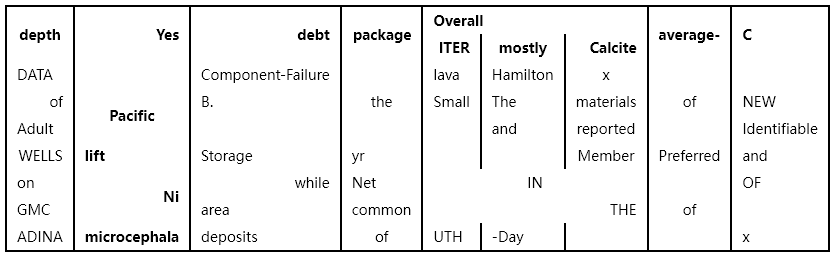 Overall
depth Yes debt package average- C
ITER mostly Calcite
DATA Component-Failure lava Hamilton x
of B. the Small The materials of NEW
Pacific
Adult and reported Identifiable
WELLS lift Storage yr Member Preferred and
on while Net IN OF
Ni
GMC area common THE of
ADINA microcephala deposits of UTH -Day x